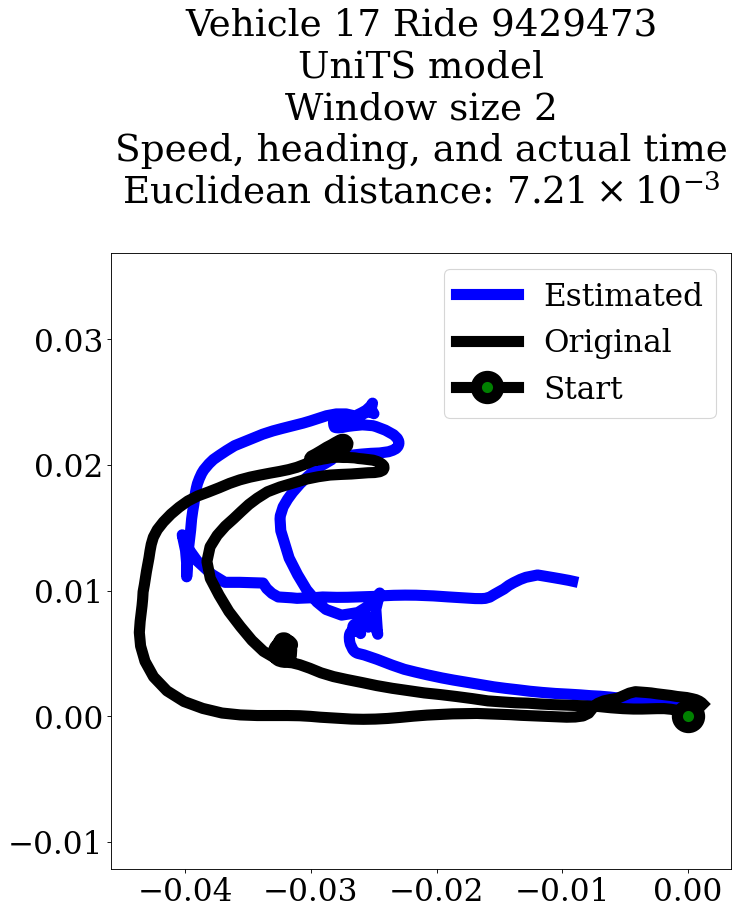 Vehicle 17 Ride 9429473
UniTS model
Window size 2
Speed, heading, and actual time
Euclidean distance: 7.21 × 10⁻³
Estimated
Original
Start
0.03
0.02
0.01
0.00
−0.01
−0.04 −0.03 −0.02 −0.01 0.00